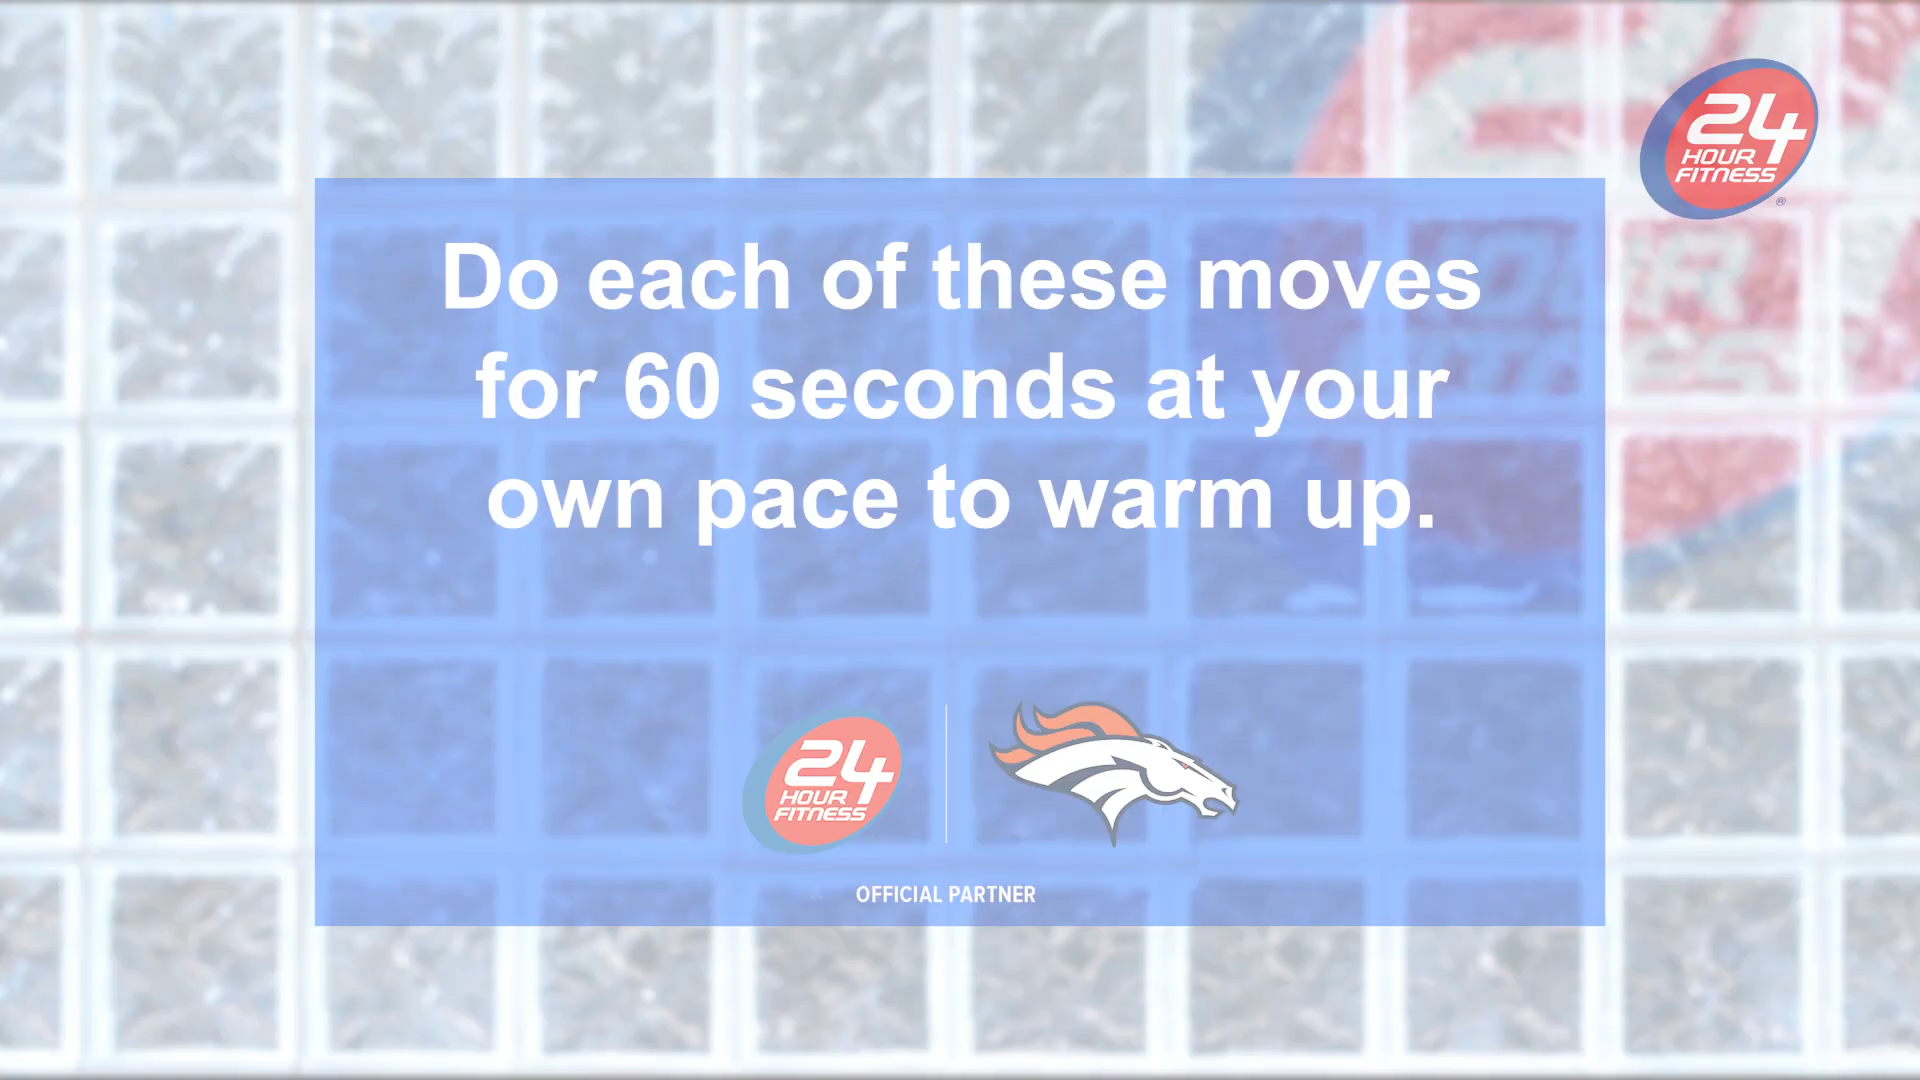 24
HOUR
FITNESS
®
Do each of these moves
for 60 seconds at your
own pace to warm up.
24
HOUR
FITNESS
OFFICIAL PARTNER